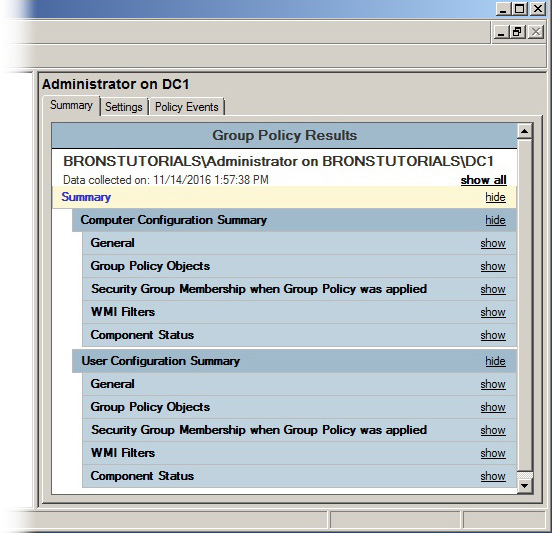 Administrator on DC1
Summary Settings Policy Events
Group Policy Results
BRONSTUTORIALS\Administrator on BRONSTUTORIALS\DC1
Data collected on: 11/14/2016 1:57:38 PM show all
Summary hide
Computer Configuration Summary hide
General show
Group Policy Objects show
Security Group Membership when Group Policy was applied show
WMI Filters show
Component Status show
User Configuration Summary hide
General show
Group Policy Objects show
Security Group Membership when Group Policy was applied show
WMI Filters show
Component Status show